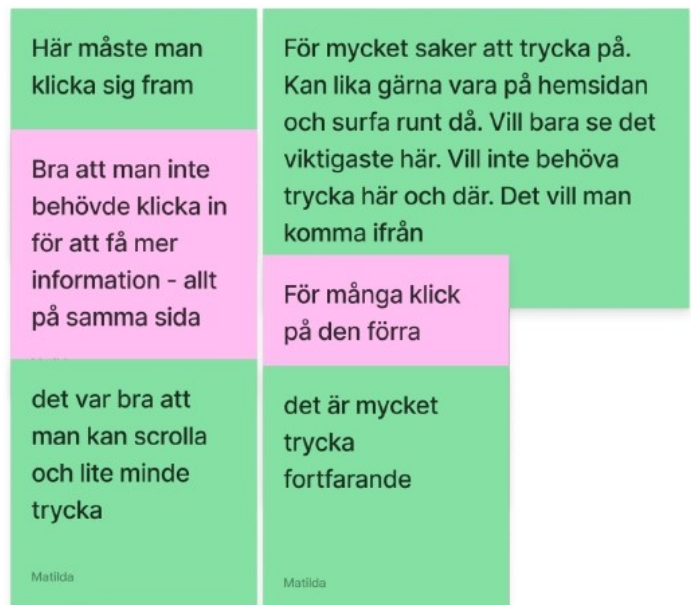 Här måste man
klicka sig fram
Bra att man inte
behövde klicka in
för att få mer
information - allt
på samma sida
det var bra att
man kan scrolla
och lite minde
trycka
Matilda
För mycket saker att trycka på.
Kan lika gärna vara på hemsidan
och surfa runt då. Vill bara se det
viktigaste här. Vill inte behöva
trycka här och där. Det vill man
komma ifrån
För många klick
på den förra
det är mycket
trycka
fortfarande
Matilda